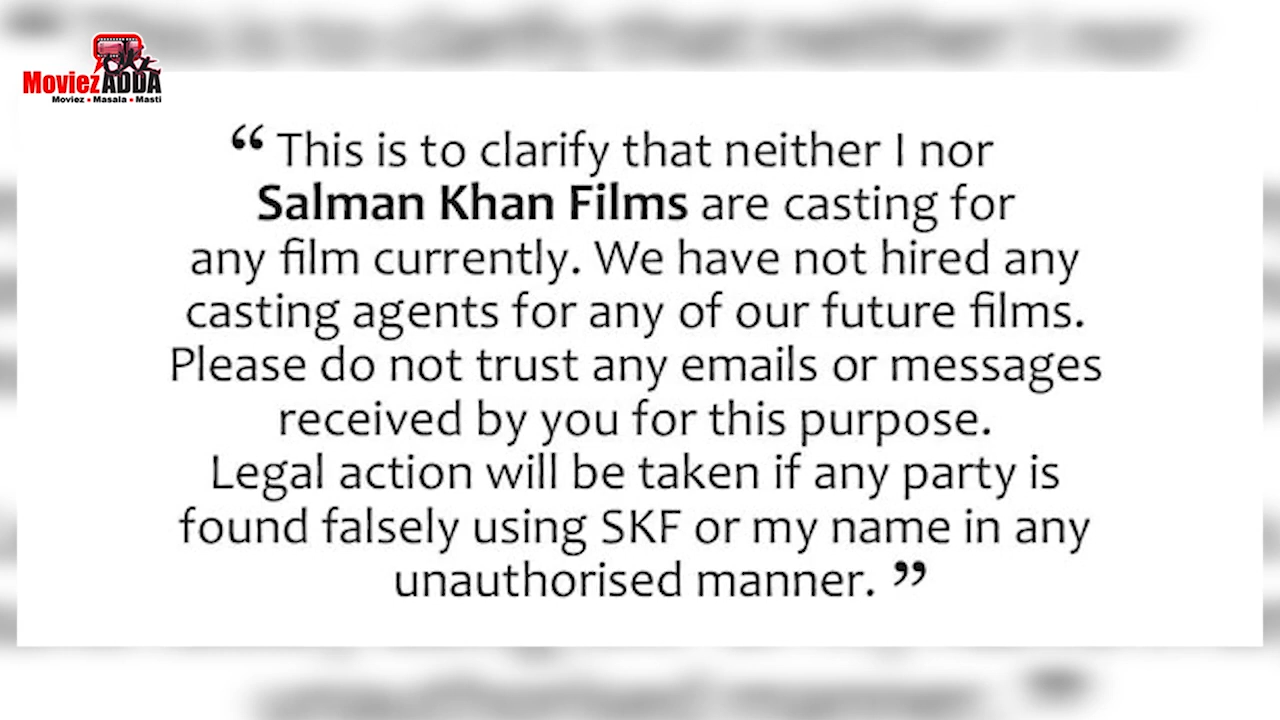 MoviezADDA
Moviez • Masala • Masti
“ This is to clarify that neither I nor
Salman Khan Films are casting for
any film currently. We have not hired any
casting agents for any of our future films.
Please do not trust any emails or messages
received by you for this purpose.
Legal action will be taken if any party is
found falsely using SKF or my name in any
unauthorised manner. ”